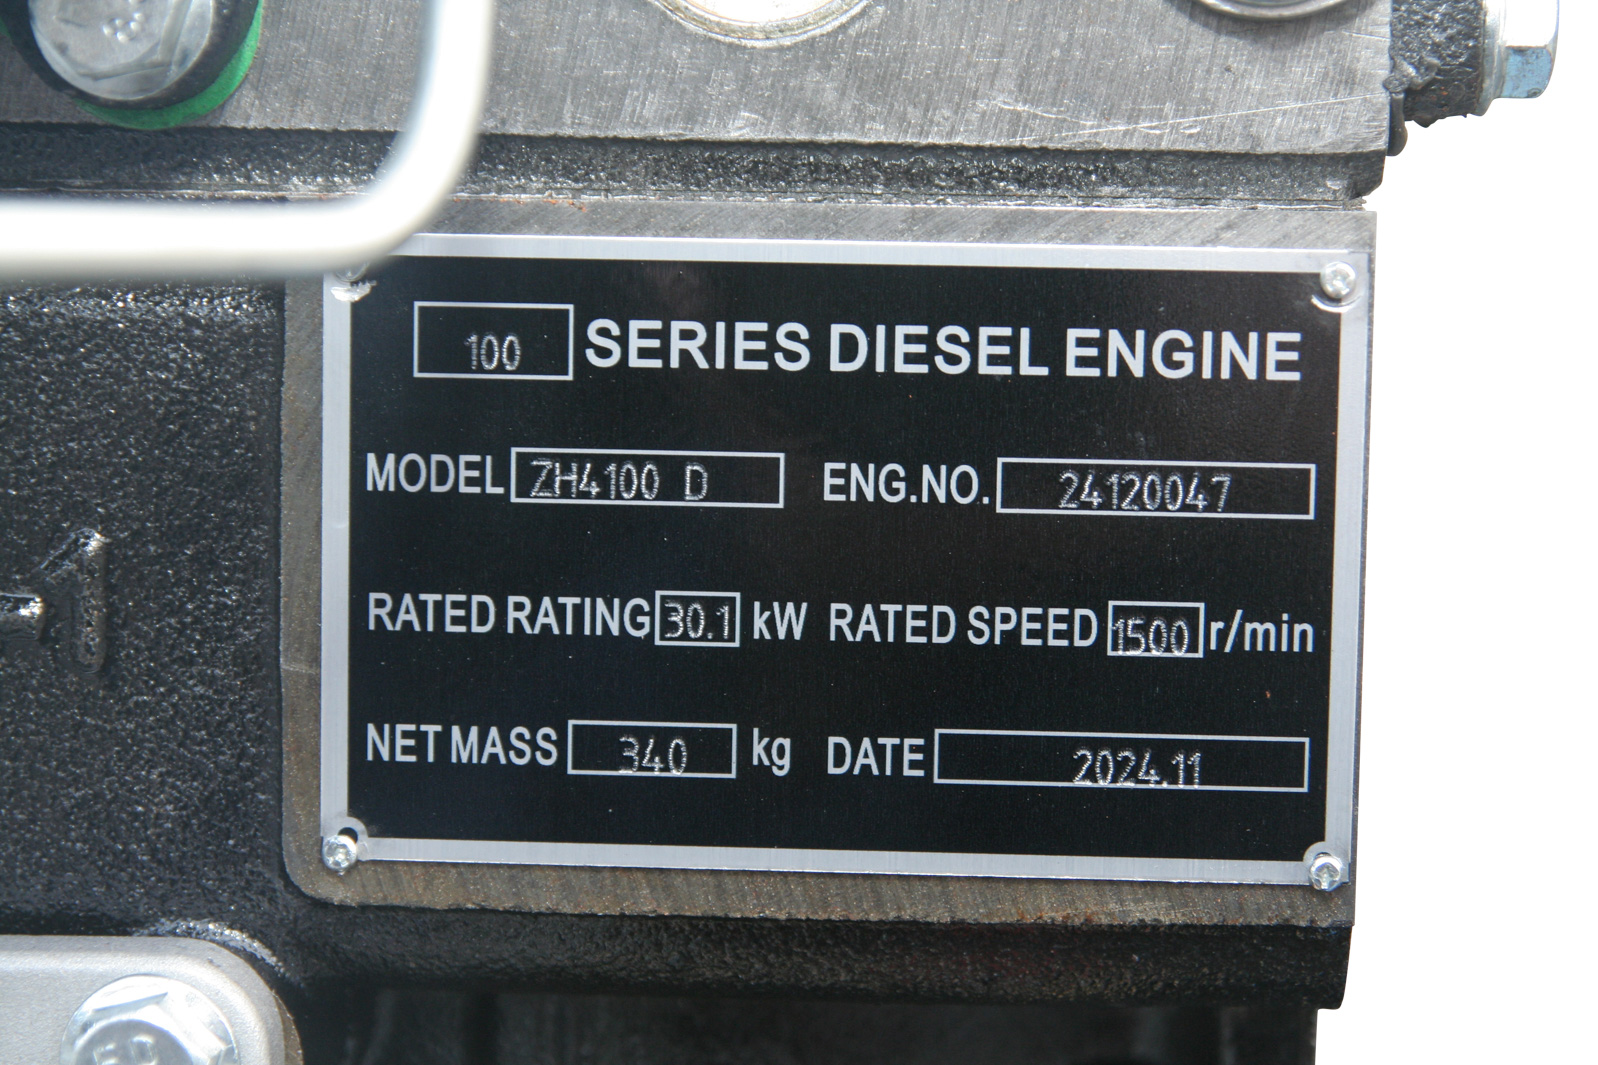 100 SERIES DIESEL ENGINE
MODEL ZH4100 D ENG.NO. 24120047
RATED RATING 30.1 kW RATED SPEED 1500 r/min
NET MASS 340 kg DATE 2024.11